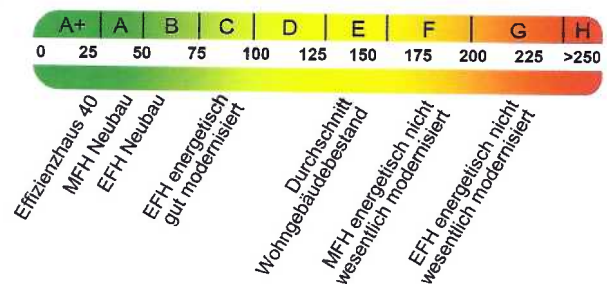 A+ A B C D E F G H
0 25 50 75 100 125 150 175 200 225 >250
Effizienzhaus 40
MFH Neubau
EFH Neubau
EFH energetisch
gut modernisiert
Durchschnitt
Wohngebäudebestand
MFH energetisch nicht
wesentlich modernisiert
EFH energetisch nicht
wesentlich modernisiert